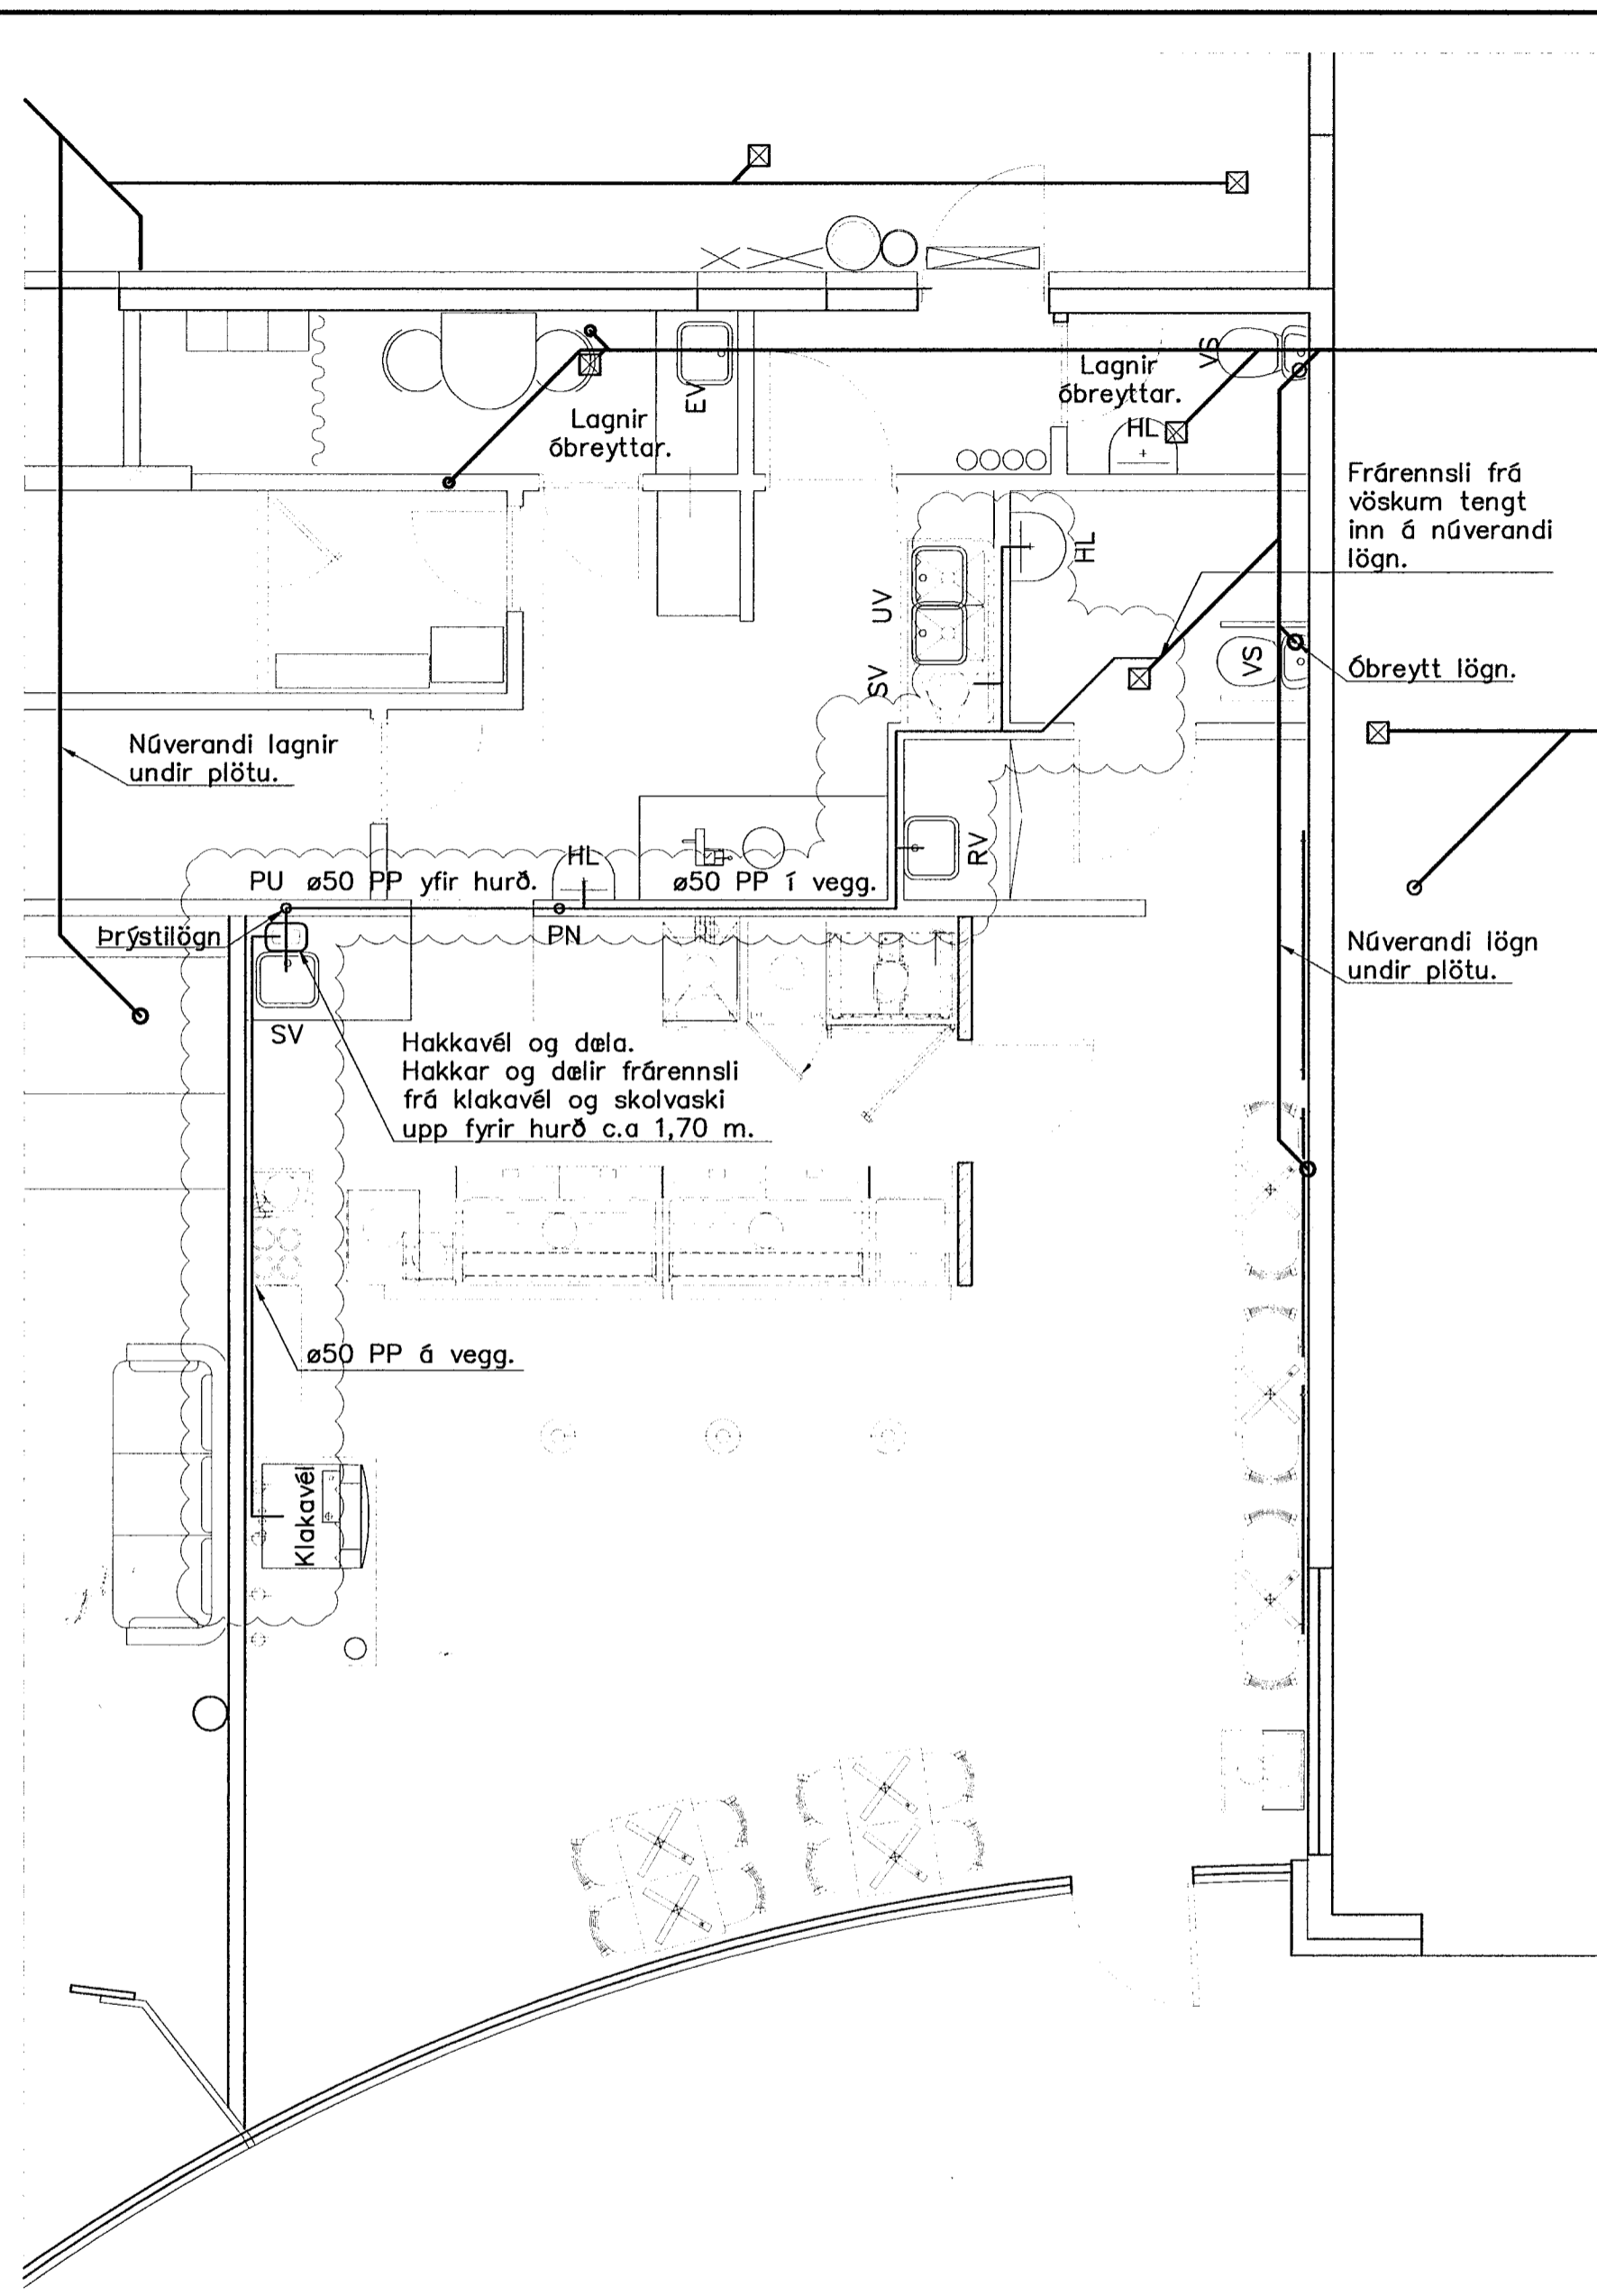 VS
Lagnir
óbreyttar.
HL
EV
Lagnir
óbreyttar.
Frárennsli frá
vöskum tengt
inn á núverandi
lögn.
HL
UV
SV
VS
Óbreytt lögn.
Núverandi lagnir
undir plötu.
RV
HL
PU ø50 PP yfir hurð.
ø50 PP í vegg.
Þrýstilögn
PN
Núverandi lögn
undir plötu.
SV
Hakkavél og dæla.
Hakkar og dælir frárennsli
frá klakavél og skolvaski
upp fyrir hurð c.a 1,70 m.
ø50 PP á vegg.
Klakavél